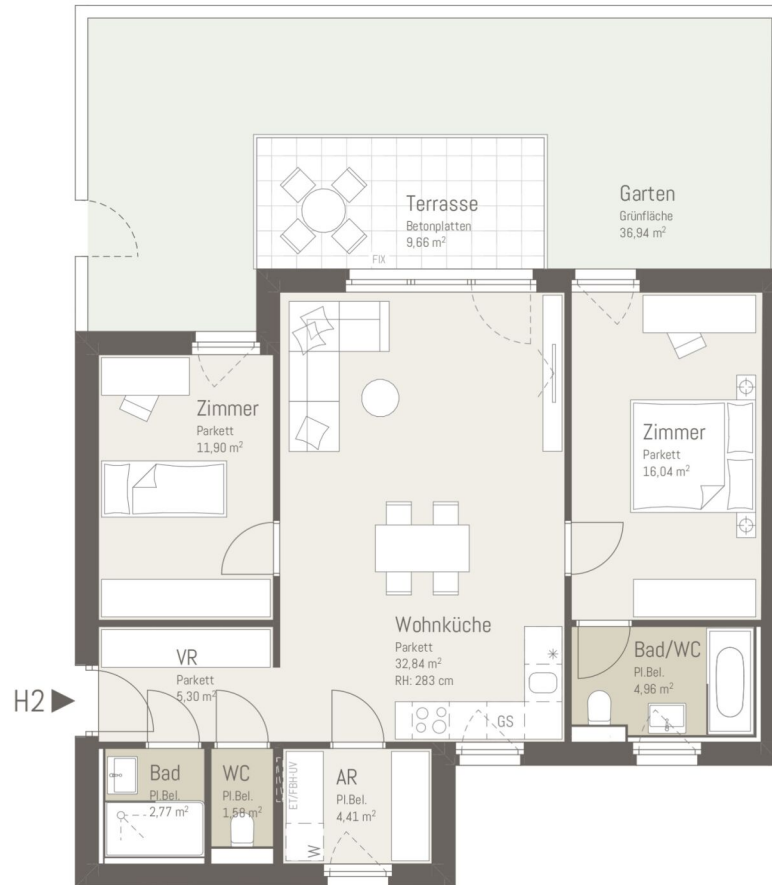 Terrasse
Betonplatten
9,66 m²
FIX
Garten
Grünfläche
36,94 m²
Zimmer
Parkett
11,90 m²
Zimmer
Parkett
16,04 m²
Wohnküche
Parkett
32,84 m²
RH: 283 cm
VR
Parkett
5,30 m²
H2
Bad/WC
Pl.Bel.
4,96 m²
GS
Bad
Pl.Bel.
2,77 m²
WC
Pl.Bel.
1,58 m²
ET/FBH-UV
W
AR
Pl.Bel.
4,41 m²